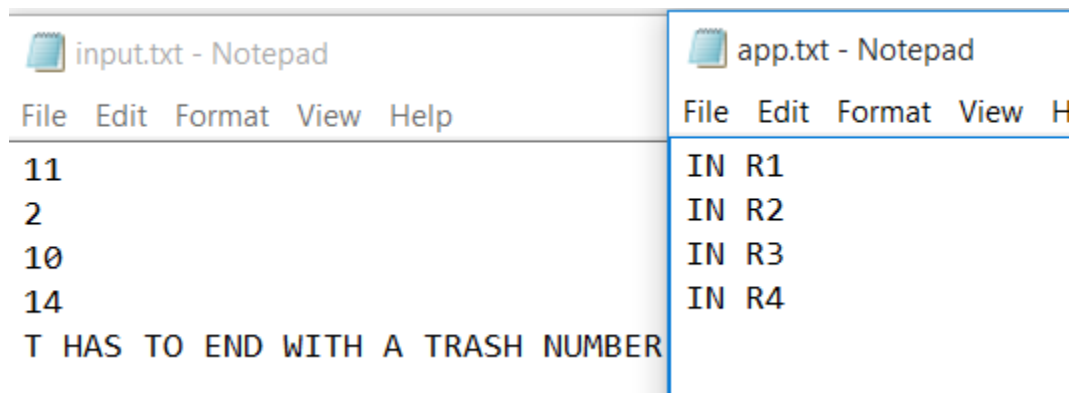 input.txt - Notepad
File Edit Format View Help
11
2
10
14
T HAS TO END WITH A TRASH NUMBER
app.txt - Notepad
File Edit Format View H
IN R1
IN R2
IN R3
IN R4